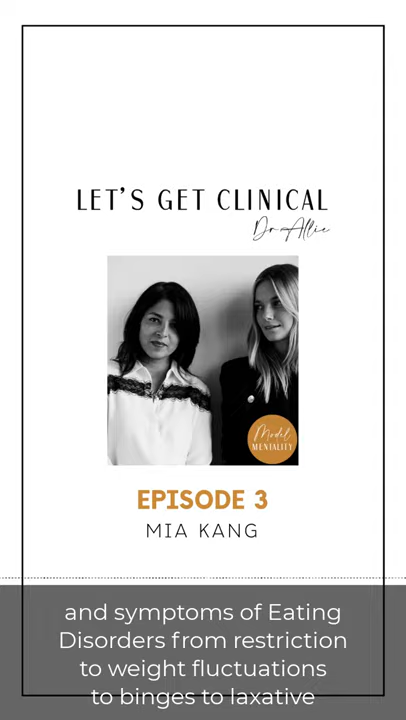 LET'S GET CLINICAL
Dr Allie
Model
MENTALITY
EPISODE 3
MIA KANG
and symptoms of Eating
Disorders from restriction
to weight fluctuations
to binges to laxative